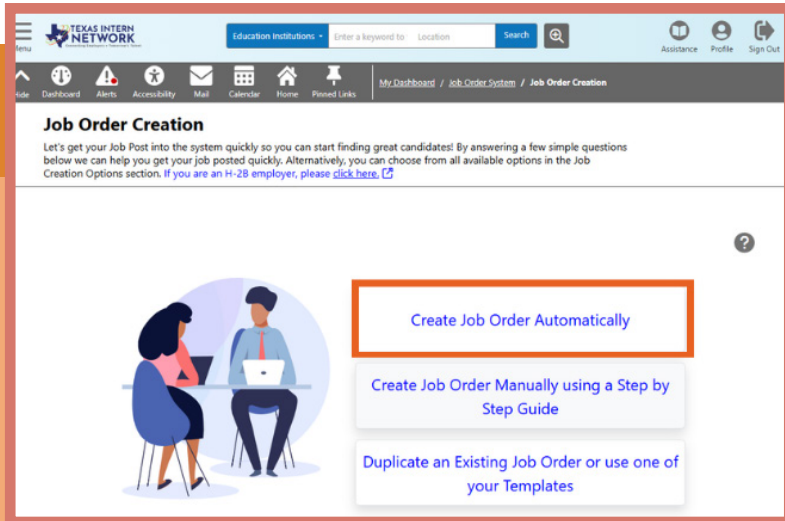 TEXAS INTERN
NETWORK
Education Institutions
Enter a keyword to
Location
Search
Menu
Assistance
Profile
Sign Out
Hide
Dashboard
Alerts
Accessibility
Mail
Calendar
Home
Pinned Links
My Dashboard / Job Order System / Job Order Creation
Job Order Creation
Let's get your Job Post into the system quickly so you can start finding great candidates! By answering a few simple questions
below we can help you get your job posted quickly. Alternatively, you can choose from all available options in the Job
Creation Options section. If you are an H-2B employer, please click here.
?
Create Job Order Automatically
Create Job Order Manually using a Step by
Step Guide
Duplicate an Existing Job Order or use one of
your Templates